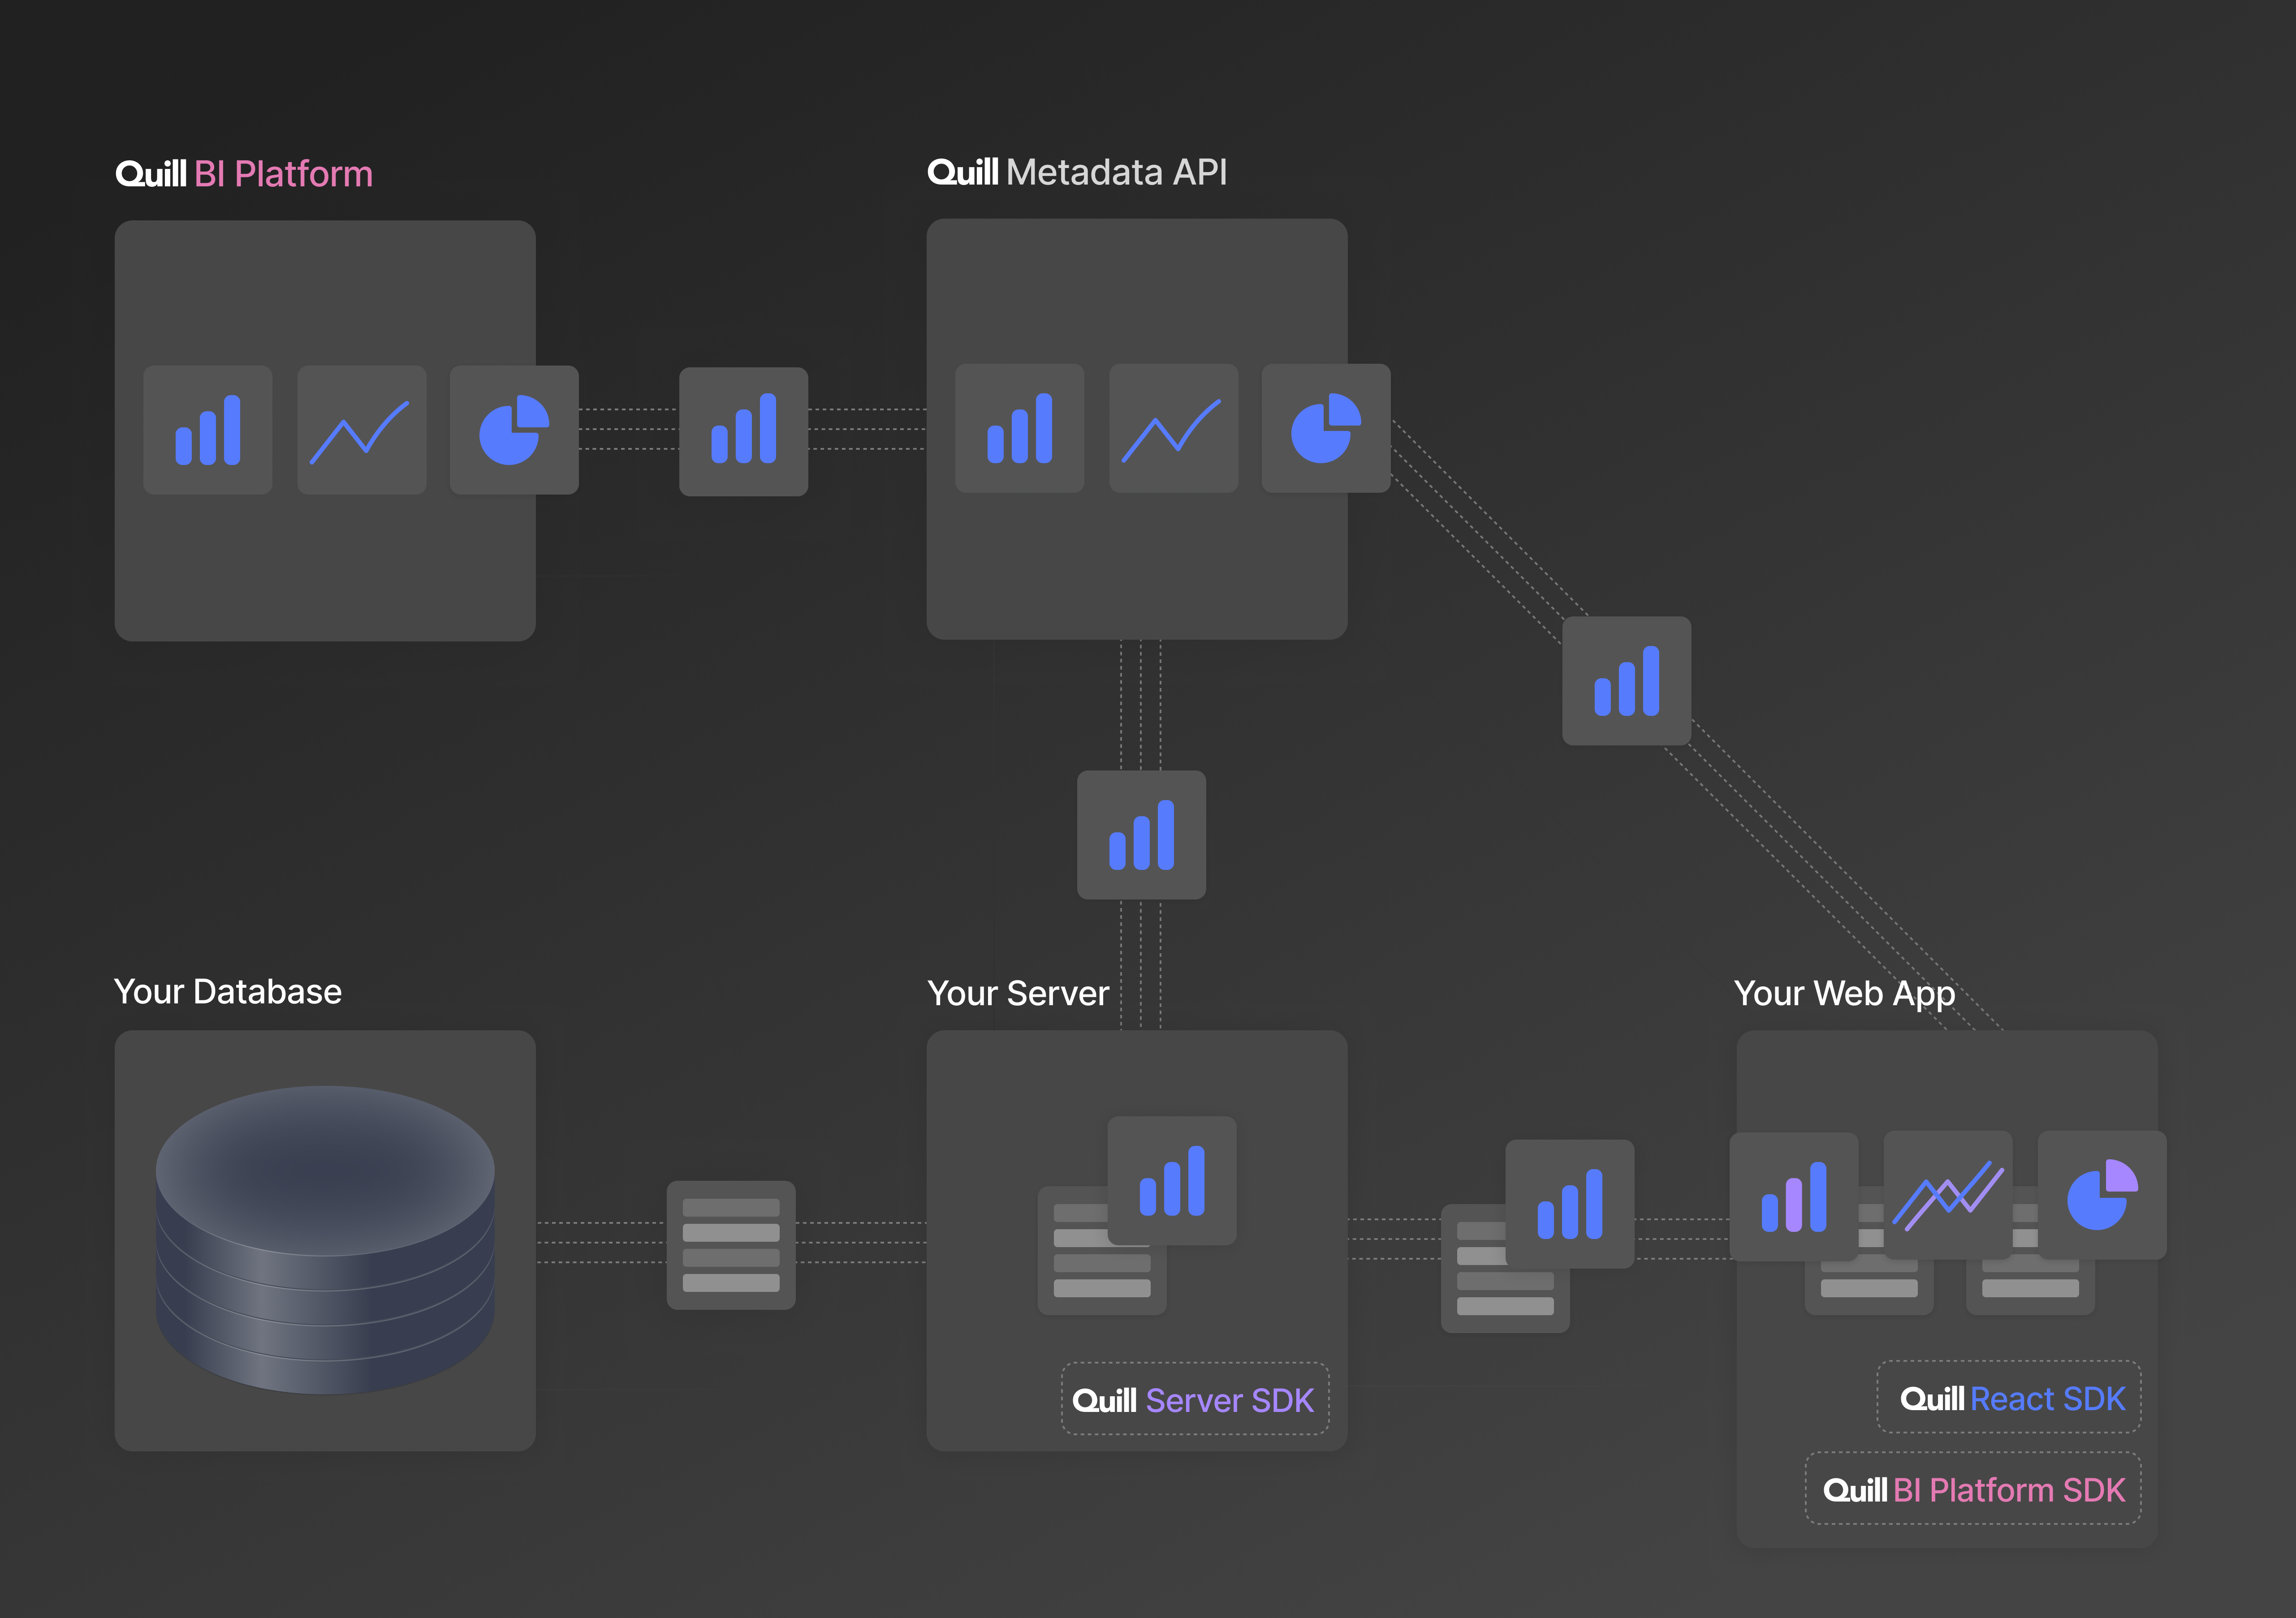 Quill BI Platform
Quill Metadata API
Your Database
Your Server
Your Web App
Quill Server SDK
Quill React SDK
Quill BI Platform SDK